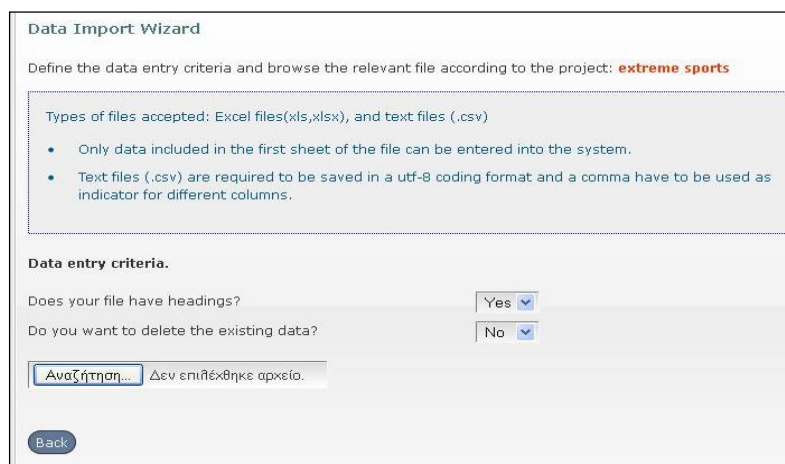 Data Import Wizard
Define the data entry criteria and browse the relevant file according to the project: extreme sports
Types of files accepted: Excel files(xls,xlsx), and text files (.csv)
• Only data included in the first sheet of the file can be entered into the system.
• Text files (.csv) are required to be saved in a utf-8 coding format and a comma have to be used as
indicator for different columns.
Data entry criteria.
Does your file have headings? Yes
Do you want to delete the existing data? No
Αναζήτηση... Δεν επιλέχθηκε αρχείο.
Back